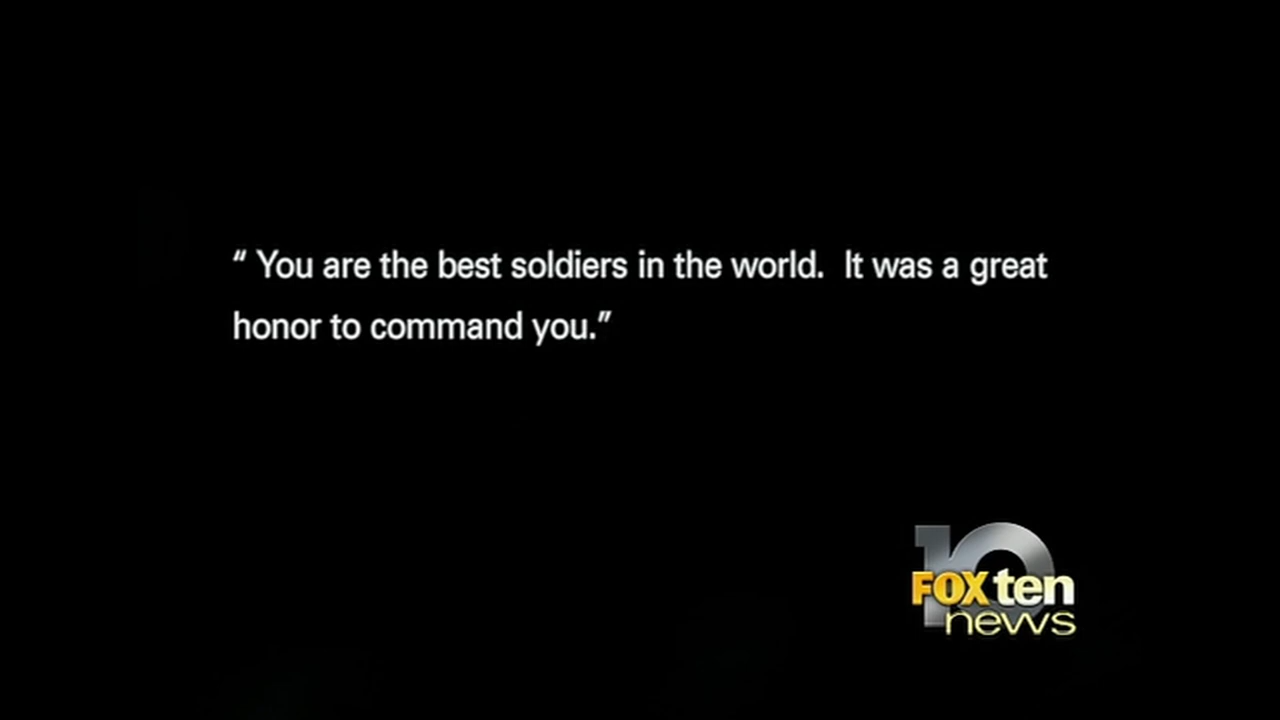 “ You are the best soldiers in the world.  It was a great
honor to command you.”
10
FOX ten
news